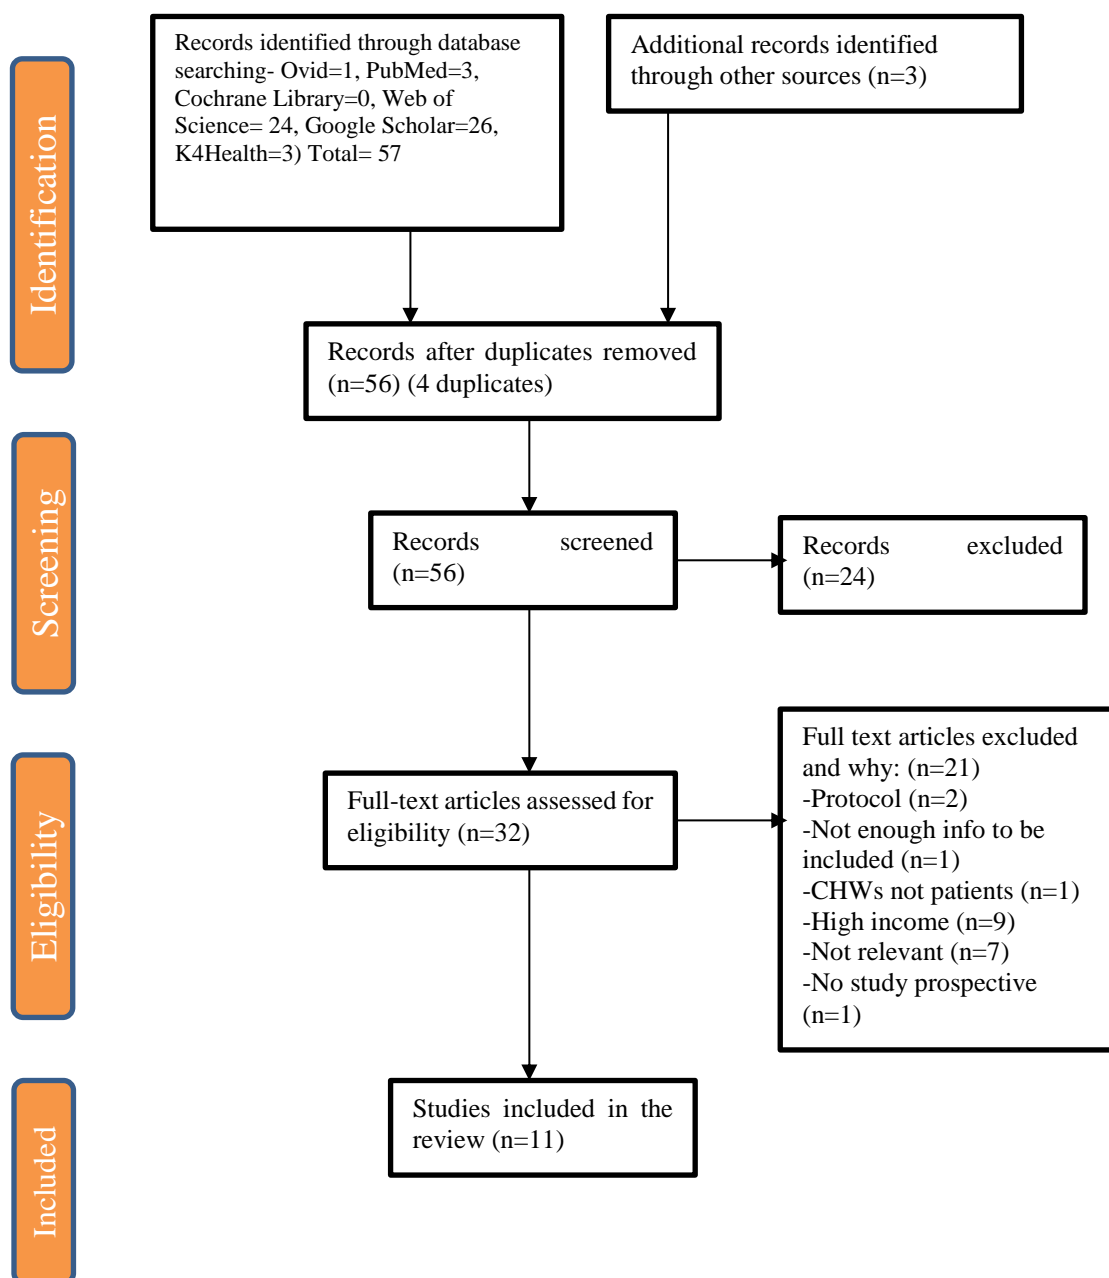 Identification
Records identified through database
searching- Ovid=1, PubMed=3,
Cochrane Library=0, Web of
Science= 24, Google Scholar=26,
K4Health=3) Total= 57
Additional records identified
through other sources (n=3)
Records after duplicates removed
(n=56) (4 duplicates)
Screening
Records screened
(n=56)
Records excluded
(n=24)
Eligibility
Full-text articles assessed for
eligibility (n=32)
Full text articles excluded
and why: (n=21)
-Protocol (n=2)
-Not enough info to be
included (n=1)
-CHWs not patients (n=1)
-High income (n=9)
-Not relevant (n=7)
-No study prospective
(n=1)
Included
Studies included in the
review (n=11)